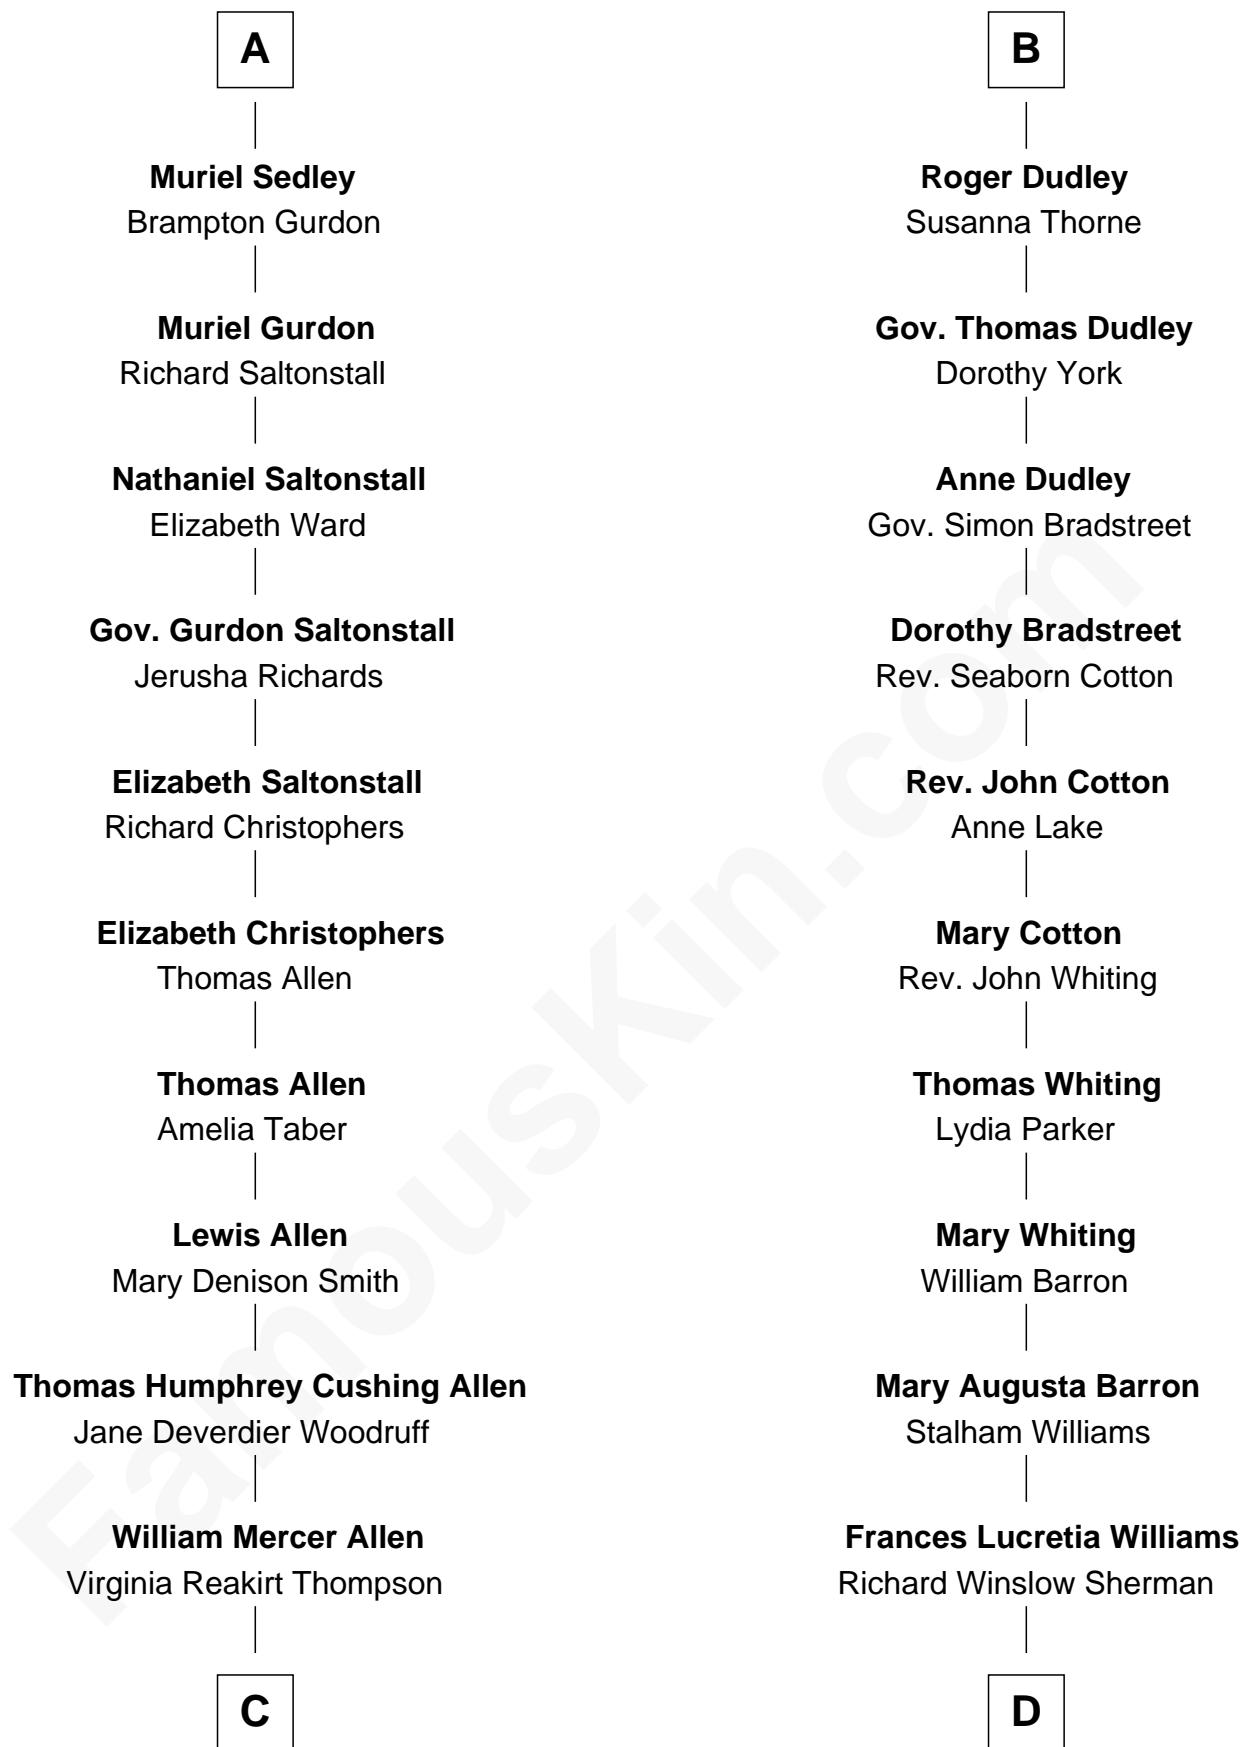 A
Muriel Sedley
Brampton Gurdon
Muriel Gurdon
Richard Saltonstall
Nathaniel Saltonstall
Elizabeth Ward
Gov. Gurdon Saltonstall
Jerusha Richards
Elizabeth Saltonstall
Richard Christophers
Elizabeth Christophers
Thomas Allen
Thomas Allen
Amelia Taber
Lewis Allen
Mary Denison Smith
Thomas Humphrey Cushing Allen
Jane Deverdier Woodruff
William Mercer Allen
Virginia Reakirt Thompson
C
B
Roger Dudley
Susanna Thorne
Gov. Thomas Dudley
Dorothy York
Anne Dudley
Gov. Simon Bradstreet
Dorothy Bradstreet
Rev. Seaborn Cotton
Rev. John Cotton
Anne Lake
Mary Cotton
Rev. John Whiting
Thomas Whiting
Lydia Parker
Mary Whiting
William Barron
Mary Augusta Barron
Stalham Williams
Frances Lucretia Williams
Richard Winslow Sherman
D
FamousKin.com